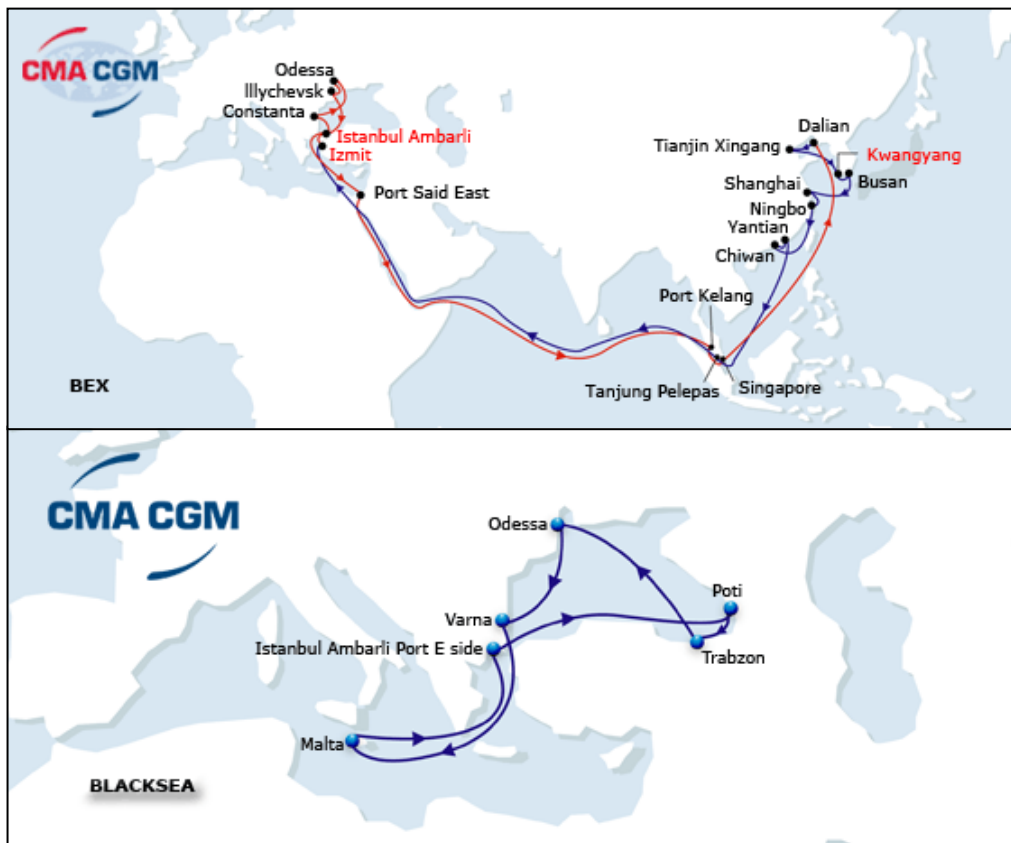 CMA CGM
Odessa
Illychevsk
Constanta
Istanbul Ambarli
Izmit
Port Said East
Dalian
Tianjin Xingang
Kwangyang
Busan
Shanghai
Ningbo
Yantian
Chiwan
Port Kelang
Tanjung Pelepas
Singapore
BEX
CMA CGM
Odessa
Poti
Varna
Istanbul Ambarli Port E side
Trabzon
Malta
BLACKSEA